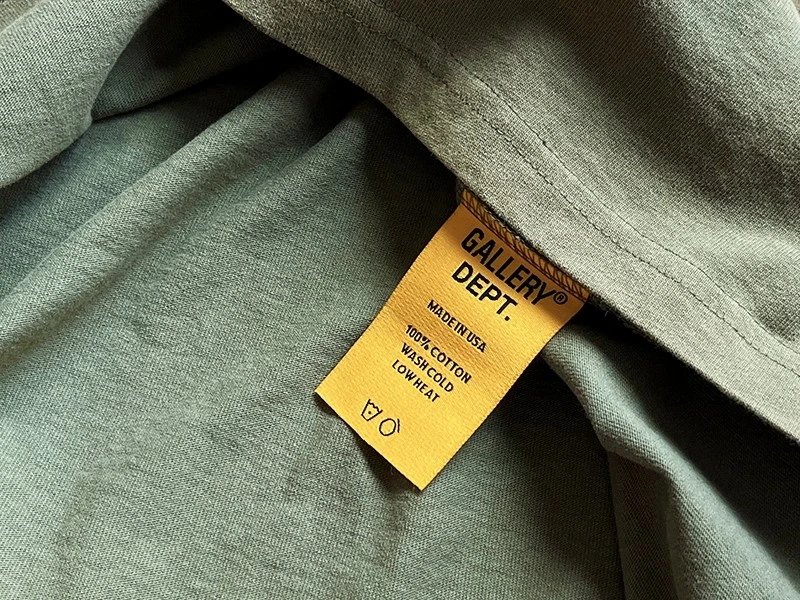 GALLERY®
DEPT.
MADE IN USA
100% COTTON
WASH COLD
LOW HEAT